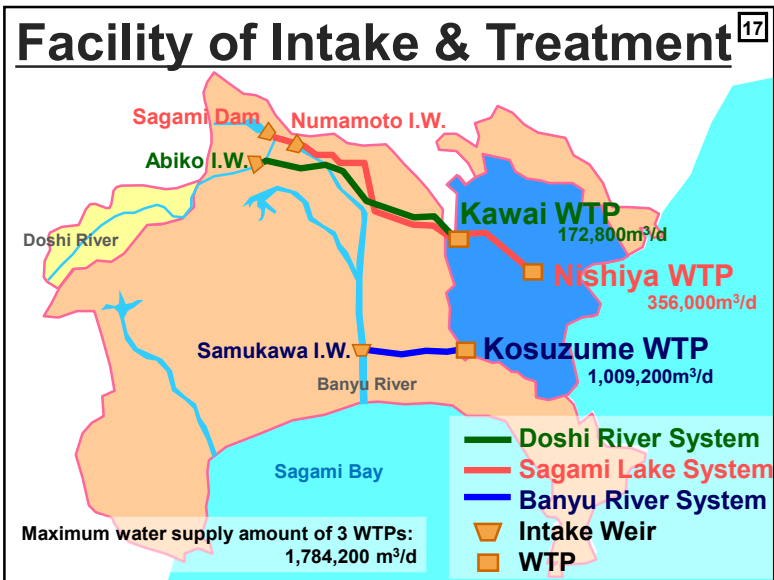 Facility of Intake & Treatment
17
Sagami Dam
Numamoto I.W.
Abiko I.W.
Doshi River
Kawai WTP
172,800m³/d
Nishiya WTP
356,000m³/d
Samukawa I.W.
Kosuzume WTP
1,009,200m³/d
Banyu River
Sagami Bay
Doshi River System
Sagami Lake System
Banyu River System
Intake Weir
WTP
Maximum water supply amount of 3 WTPs:
1,784,200 m³/d